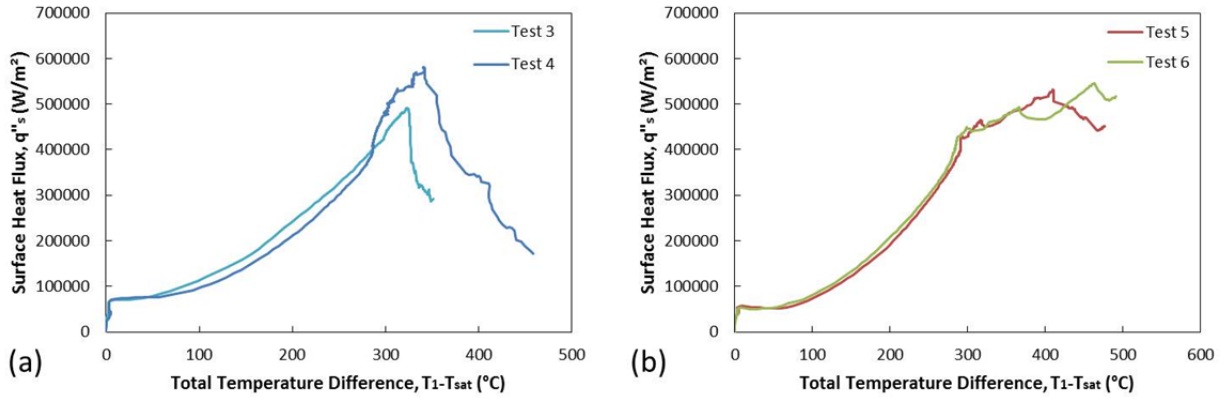 700000
600000
500000
400000
300000
200000
100000
0
Surface Heat Flux, q''s (W/m²)
0 100 200 300 400 500
Total Temperature Difference, T1-Tsat (°C)
Test 3
Test 4
(a)
700000
600000
500000
400000
300000
200000
100000
0
Surface Heat Flux, q''s (W/m²)
0 100 200 300 400 500 600
Total Temperature Difference, T1-Tsat (°C)
Test 5
Test 6
(b)